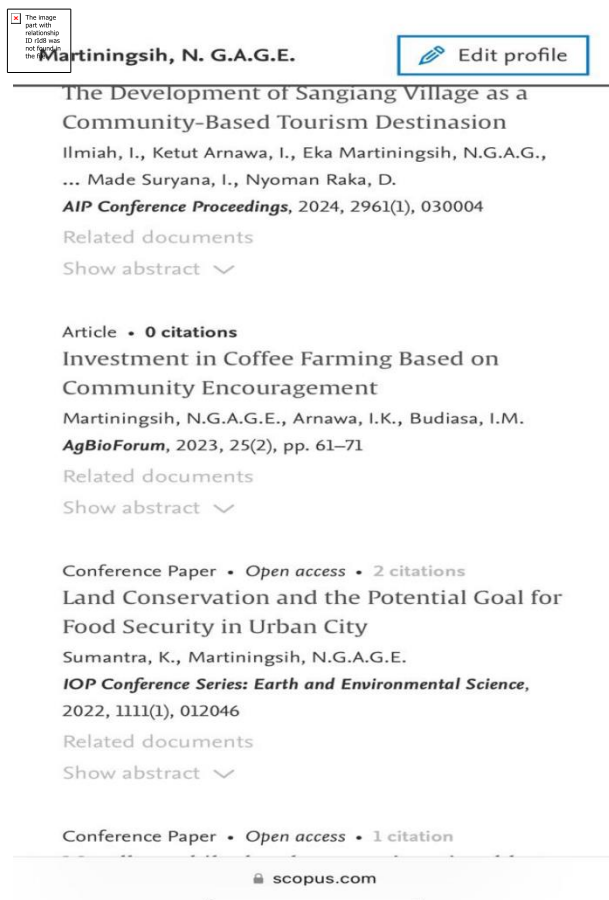 The image
part with
relationship
ID rId8 was
not found in
the file.
Martiningsih, N. G.A.G.E.
Edit profile
The Development of Sangiang Village as a
Community-Based Tourism Destinasion
Ilmiah, I., Ketut Arnawa, I., Eka Martiningsih, N.G.A.G.,
... Made Suryana, I., Nyoman Raka, D.
AIP Conference Proceedings, 2024, 2961(1), 030004
Related documents
Show abstract
Article • 0 citations
Investment in Coffee Farming Based on
Community Encouragement
Martiningsih, N.G.A.G.E., Arnawa, I.K., Budiasa, I.M.
AgBioForum, 2023, 25(2), pp. 61–71
Related documents
Show abstract
Conference Paper • Open access • 2 citations
Land Conservation and the Potential Goal for
Food Security in Urban City
Sumantra, K., Martiningsih, N.G.A.G.E.
IOP Conference Series: Earth and Environmental Science,
2022, 1111(1), 012046
Related documents
Show abstract
Conference Paper • Open access • 1 citation
scopus.com